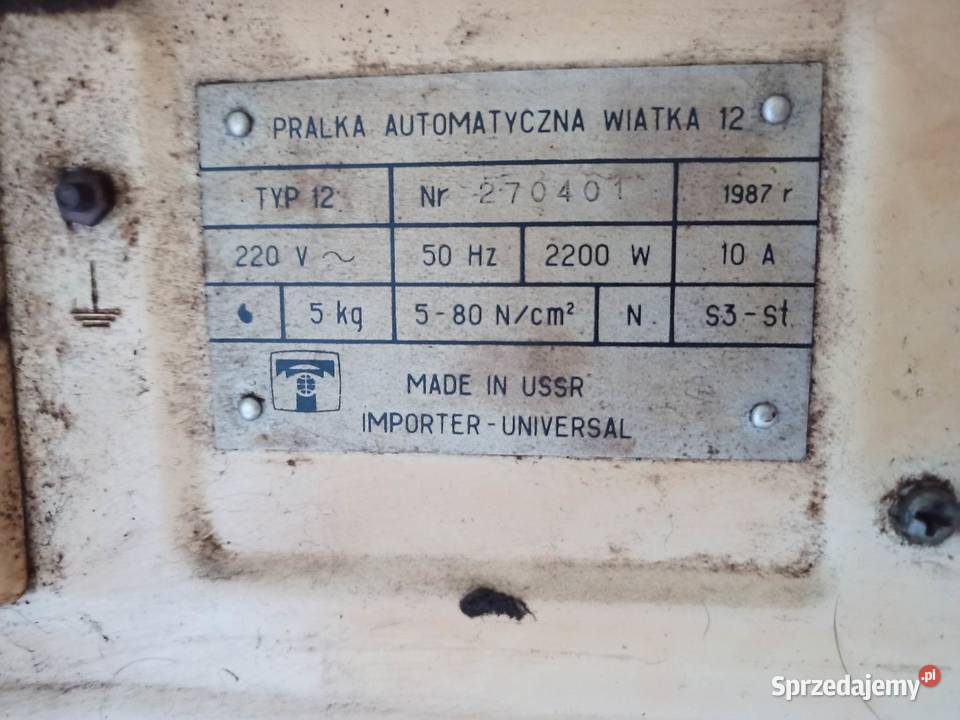 PRALKA AUTOMATYCZNA WIATKA 12
TYP 12 Nr 270401 1987 r
220 V ~ 50 Hz 2200 W 10 A
5 kg 5-80 N/cm² N S3-St
MADE IN USSR
IMPORTER-UNIVERSAL
Sprzedajemy.pl